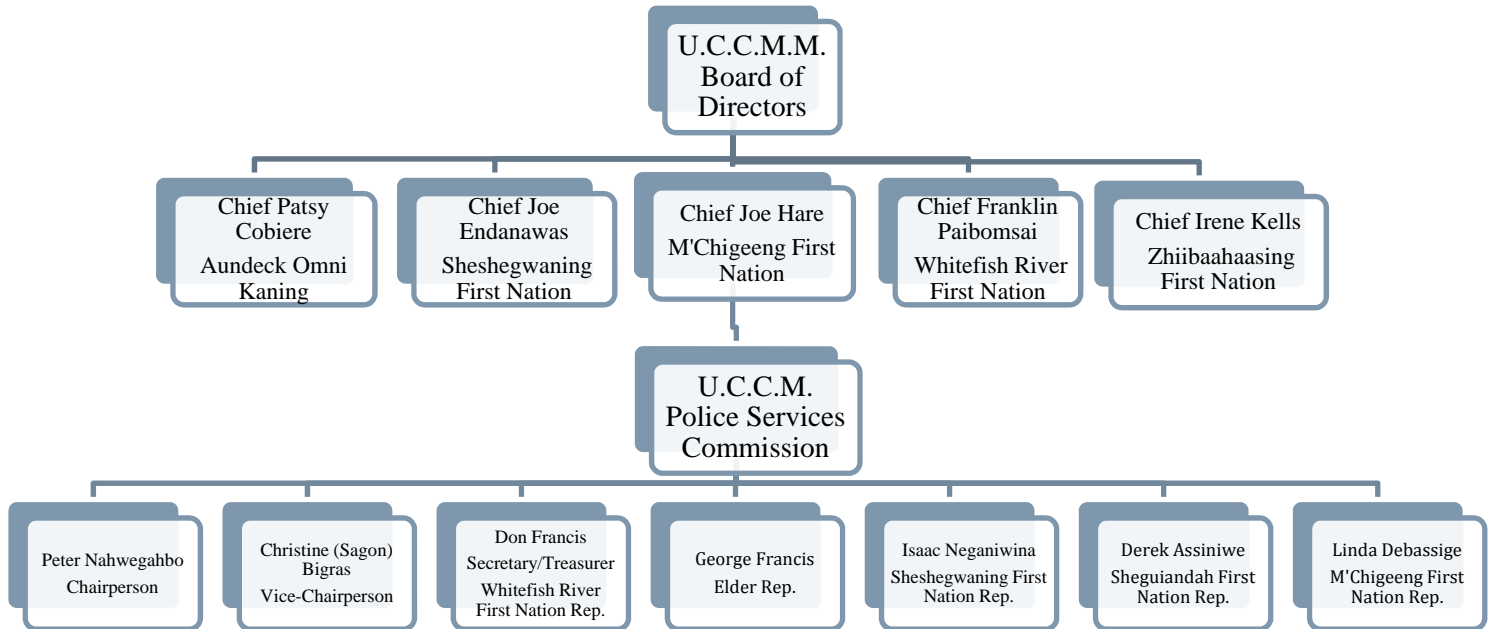 U.C.C.M.M.
Board of
Directors
Chief Patsy
Cobiere
Aundeck Omni
Kaning
Chief Joe
Endanawas
Sheshegwaning
First Nation
Chief Joe Hare
M'Chigeeng First
Nation
Chief Franklin
Paibomsai
Whitefish River
First Nation
Chief Irene Kells
Zhiibaahaasing
First Nation
U.C.C.M.
Police Services
Commission
Peter Nahwegahbo
Chairperson
Christine (Sagon)
Bigras
Vice-Chairperson
Don Francis
Secretary/Treasurer
Whitefish River
First Nation Rep.
George Francis
Elder Rep.
Isaac Neganiwina
Sheshegwaning First
Nation Rep.
Derek Assiniwe
Sheguiandah First
Nation Rep.
Linda Debassige
M'Chigeeng First
Nation Rep.